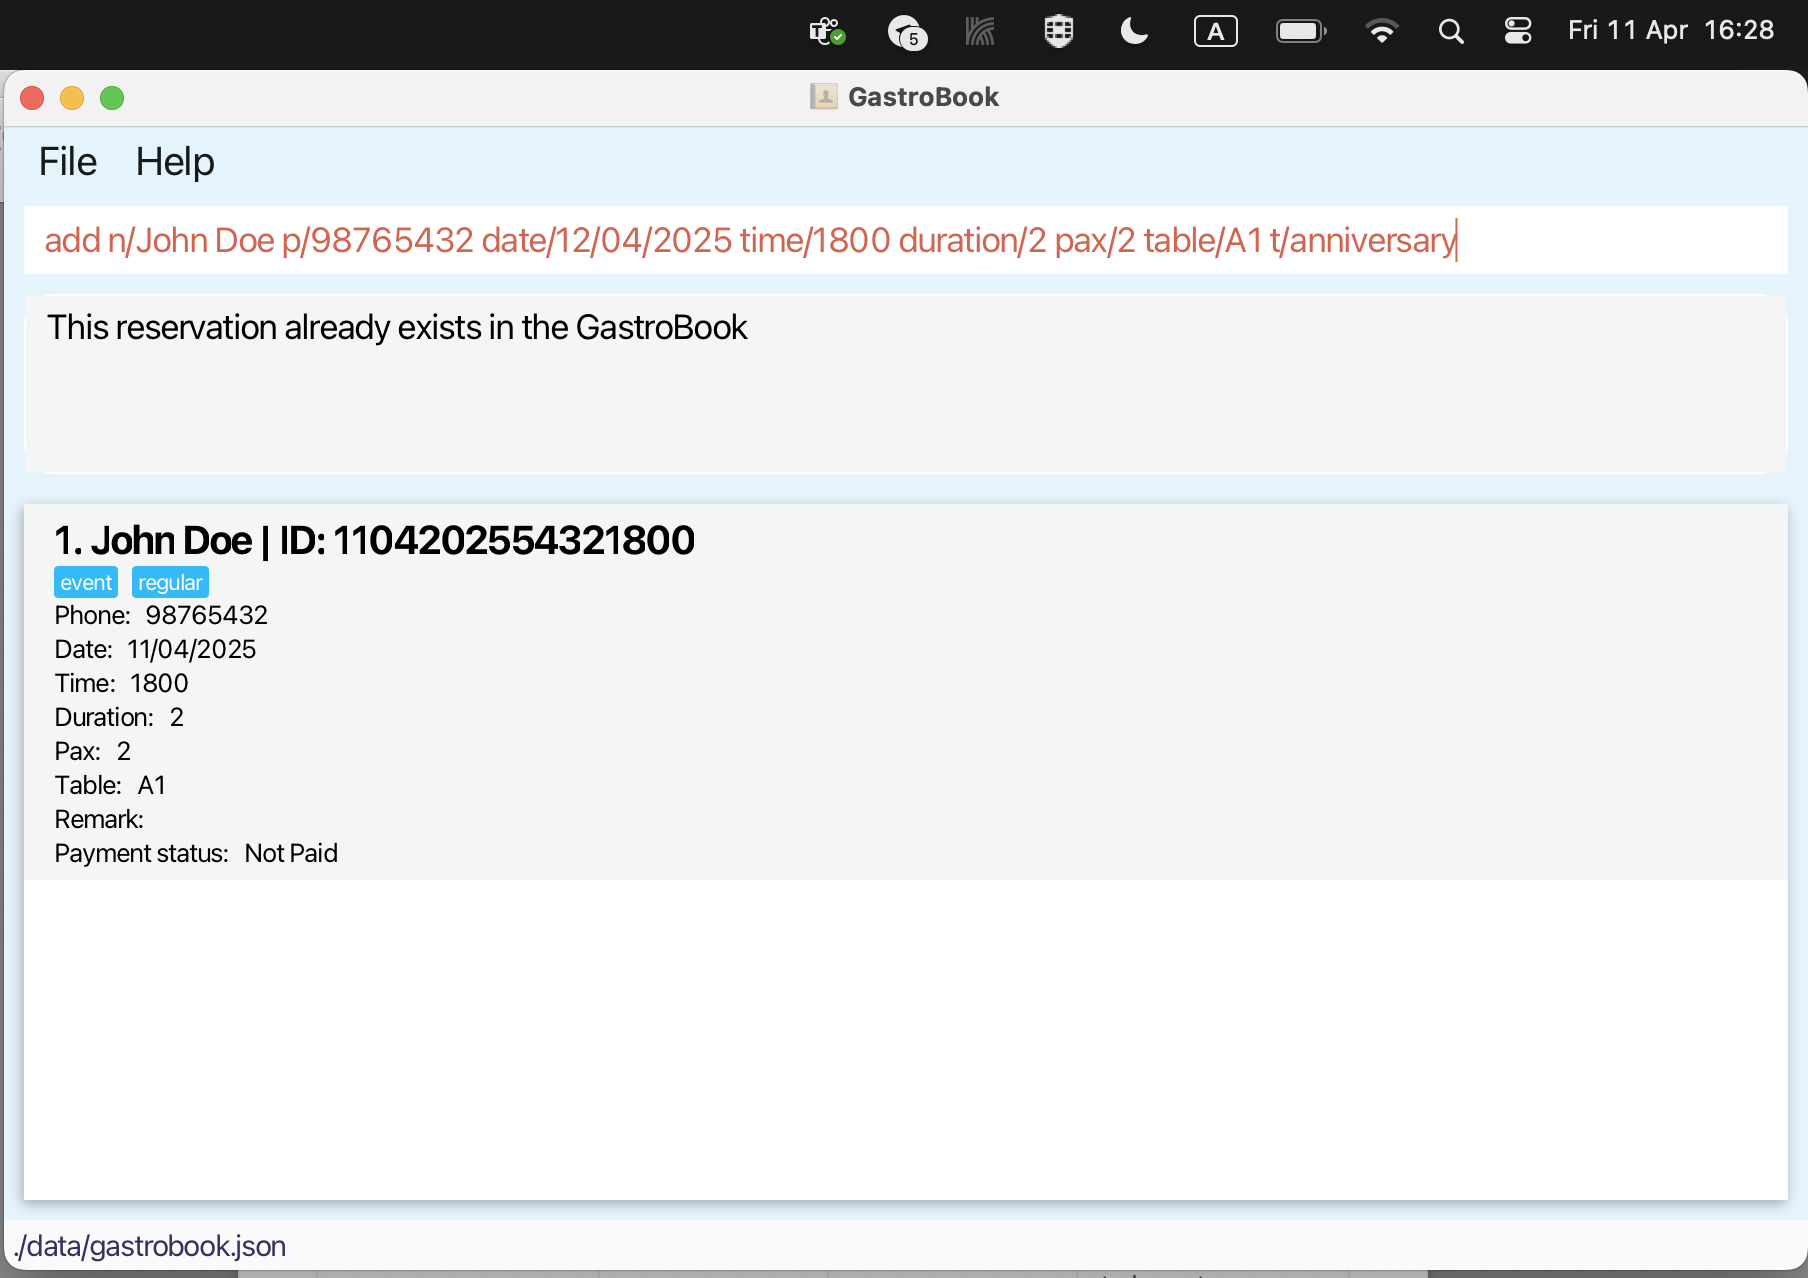 5 A Fri 11 Apr 16:28
GastroBook
File Help
add n/John Doe p/98765432 date/12/04/2025 time/1800 duration/2 pax/2 table/A1 t/anniversary
This reservation already exists in the GastroBook
1. John Doe | ID: 1104202554321800
event regular
Phone: 98765432
Date: 11/04/2025
Time: 1800
Duration: 2
Pax: 2
Table: A1
Remark:
Payment status: Not Paid
./data/gastrobook.json